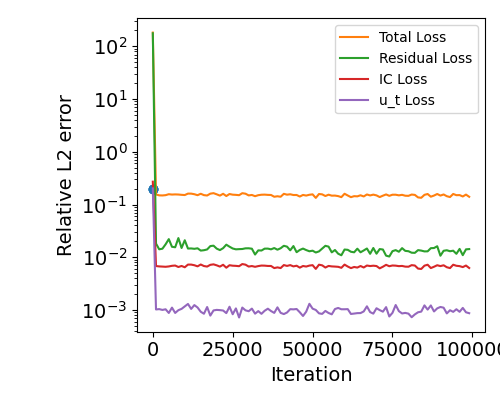 Relative L2 error
10²
10¹
10⁰
10⁻¹
10⁻²
10⁻³
Total Loss
Residual Loss
IC Loss
u_t Loss
0 25000 50000 75000 100000
Iteration